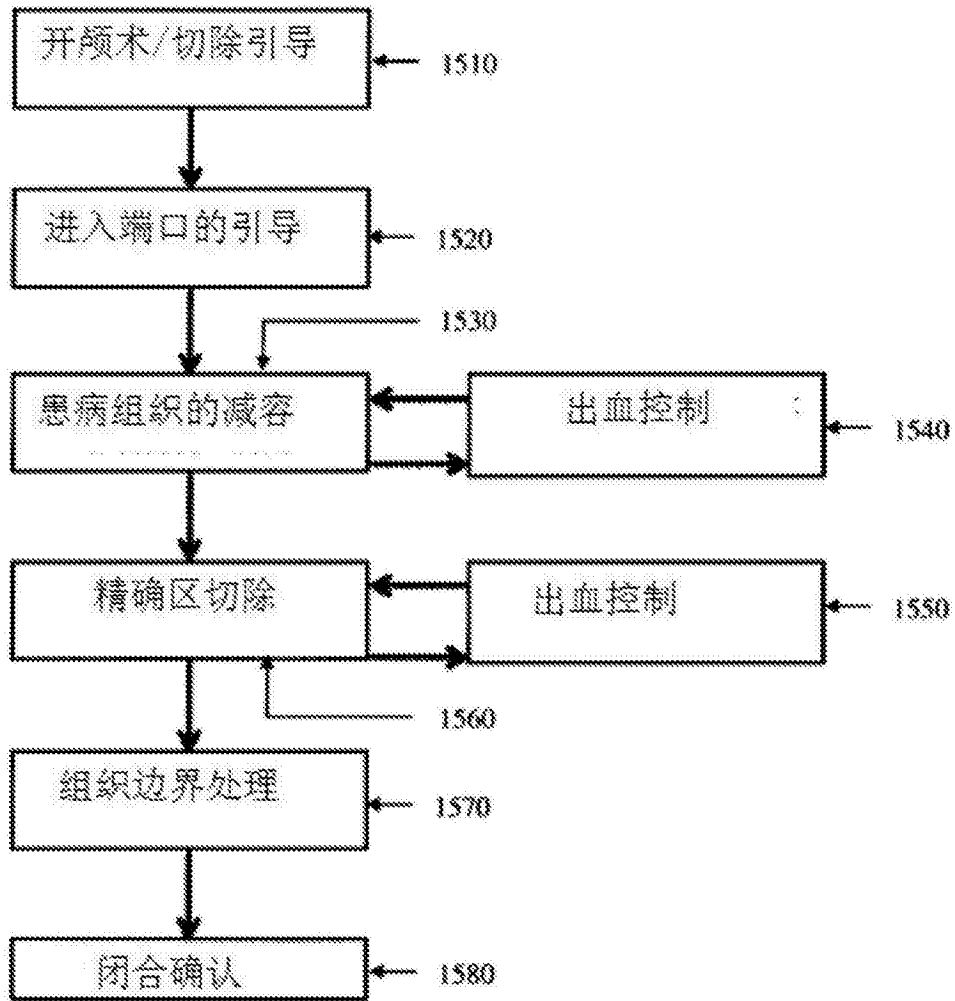 开颅术/切除引导
1510
进入端口的引导
1520
1530
患病组织的减容
出血控制
1540
精确区切除
出血控制
1550
1560
组织边界处理
1570
闭合确认
1580